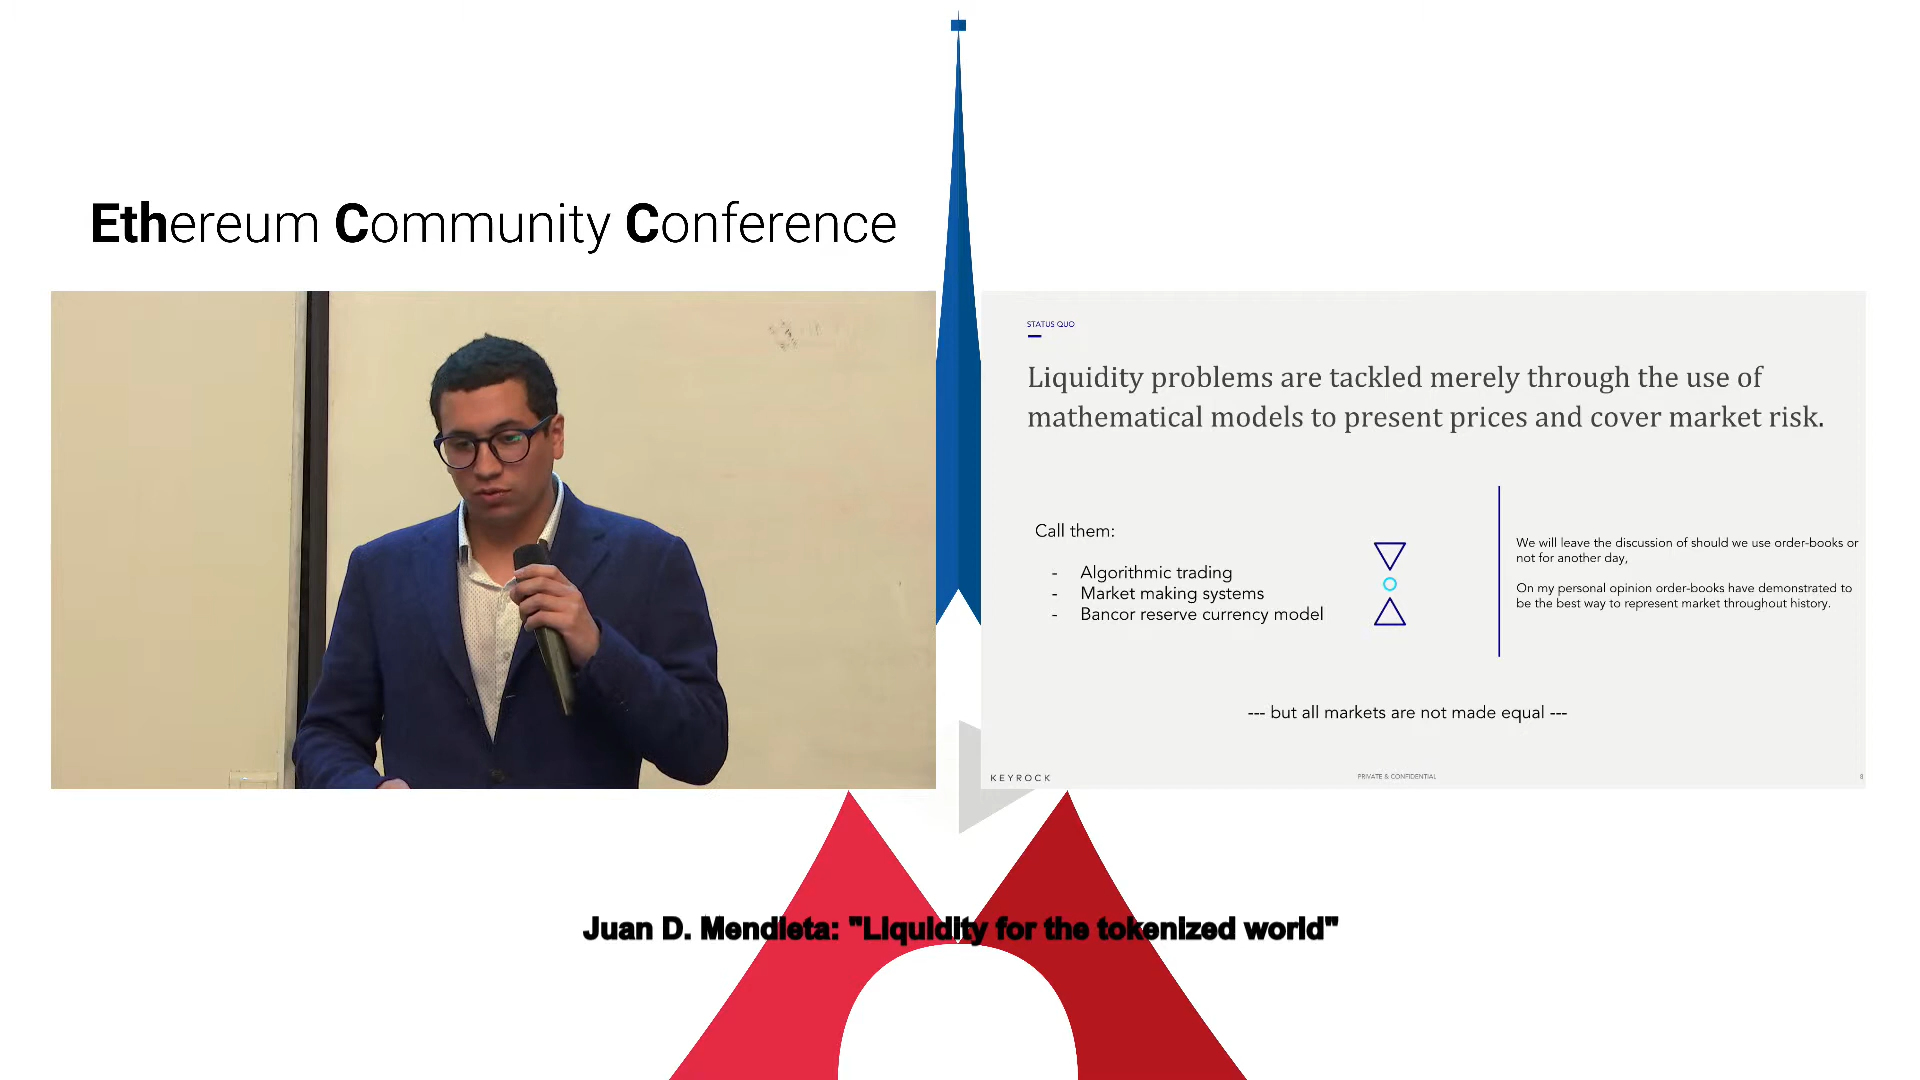 Ethereum Community Conference
STATUS QUO
Liquidity problems are tackled merely through the use of
mathematical models to present prices and cover market risk.
Call them:
- Algorithmic trading
- Market making systems
- Bancor reserve currency model
We will leave the discussion of should we use order-books or
not for another day,
On my personal opinion order-books have demonstrated to
be the best way to represent market throughout history.
--- but all markets are not made equal ---
KEYROCK
PRIVATE & CONFIDENTIAL
8
Juan D. Mendieta: "Liquidity for the tokenized world"